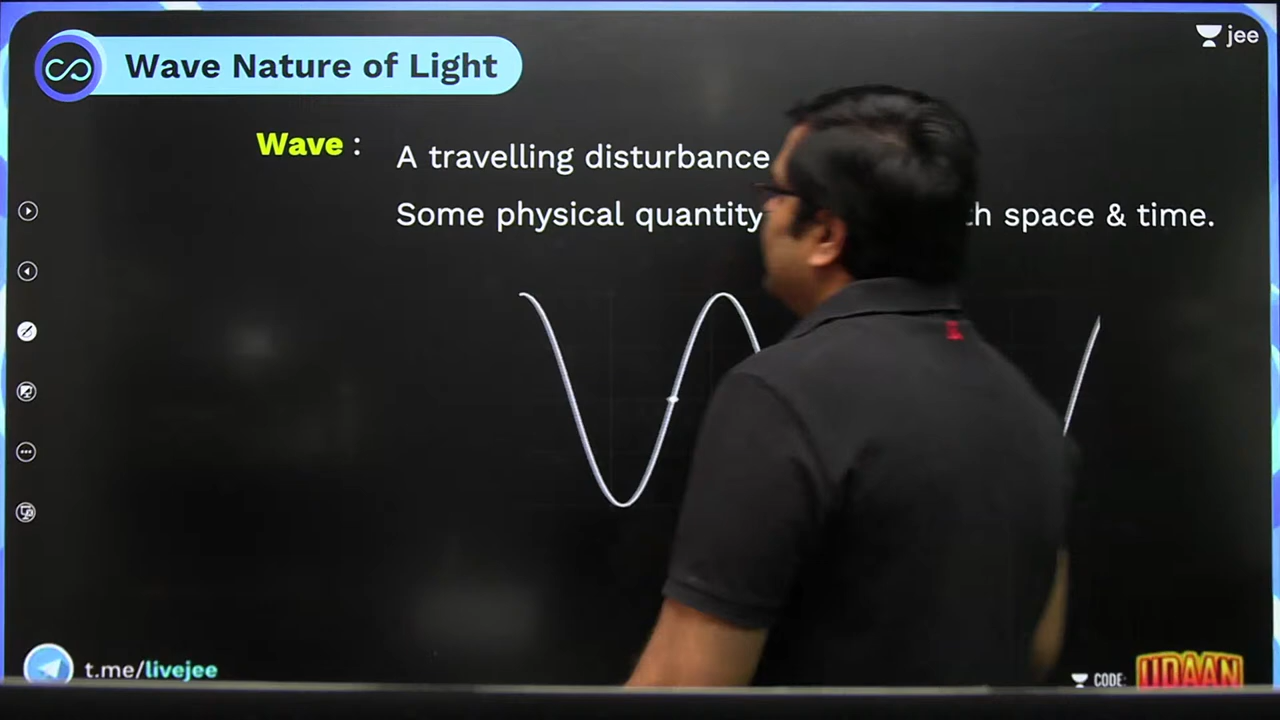 Wave Nature of Light
jee
Wave :
A travelling disturbance
Some physical quantity space & time.
t.me/livejee
CODE:
UDAAN